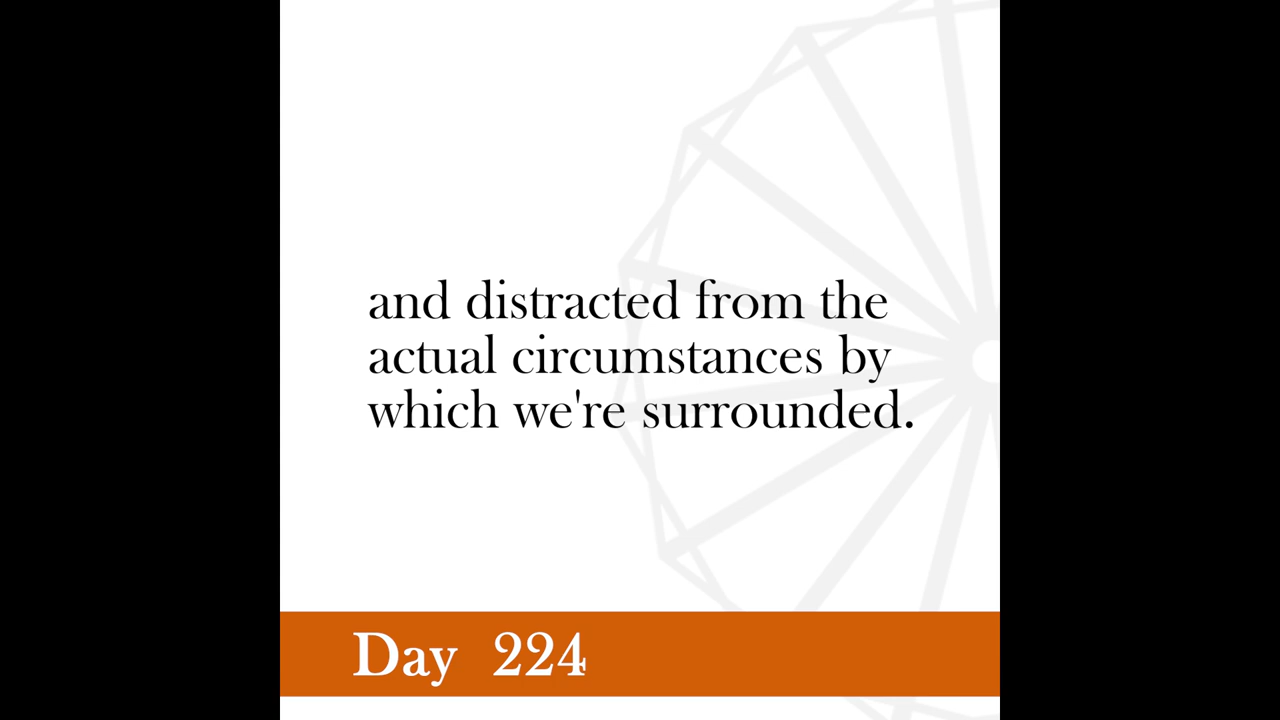 and distracted from the
actual circumstances by
which we're surrounded.
Day 224